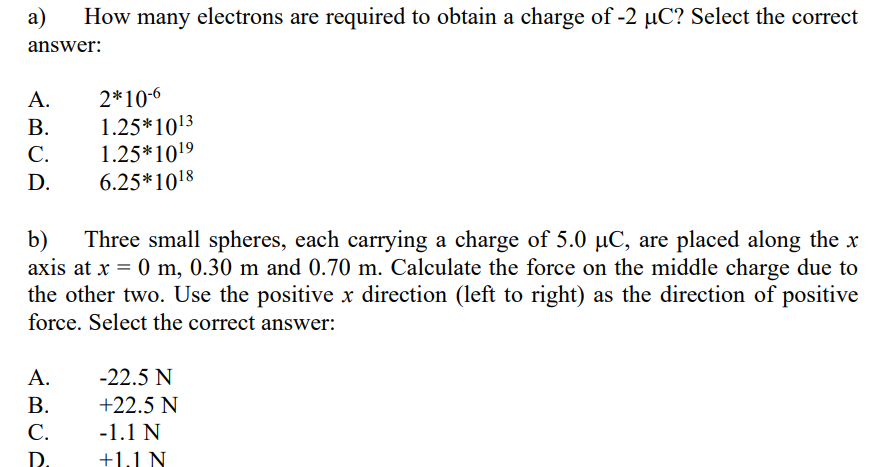 a) How many electrons are required to obtain a charge of -2 μC? Select the correct
answer:
A. 2*10⁻⁶
B. 1.25*10¹³
C. 1.25*10¹⁹
D. 6.25*10¹⁸
b) Three small spheres, each carrying a charge of 5.0 μC, are placed along the x
axis at x = 0 m, 0.30 m and 0.70 m. Calculate the force on the middle charge due to
the other two. Use the positive x direction (left to right) as the direction of positive
force. Select the correct answer:
A. -22.5 N
B. +22.5 N
C. -1.1 N
D. +1.1 N